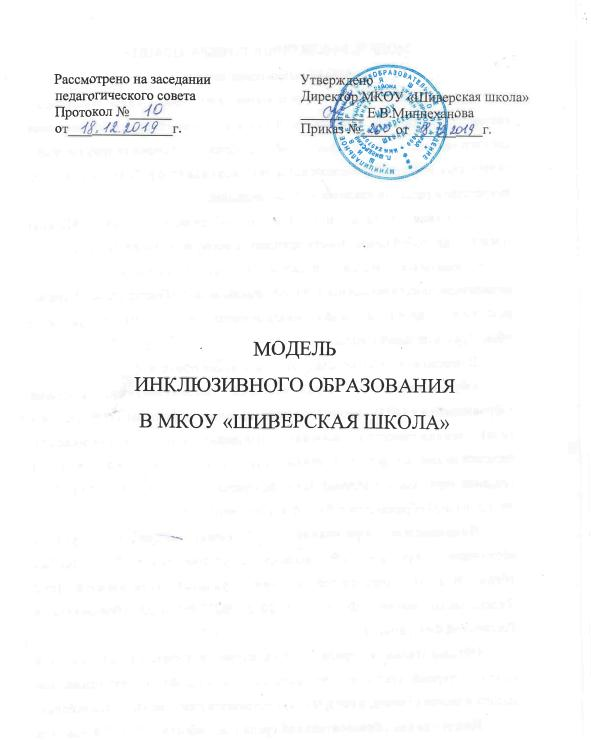 Рассмотрено на заседании
педагогического совета
Протокол № 10
от 18.12.2019 г.
Утверждено
Директор МКОУ «Шиверская школа»
Е.В.Миннеханова
Приказ № от 18.12.2019 г.
МОДЕЛЬ
ИНКЛЮЗИВНОГО ОБРАЗОВАНИЯ
В МКОУ «ШИВЕРСКАЯ ШКОЛА»